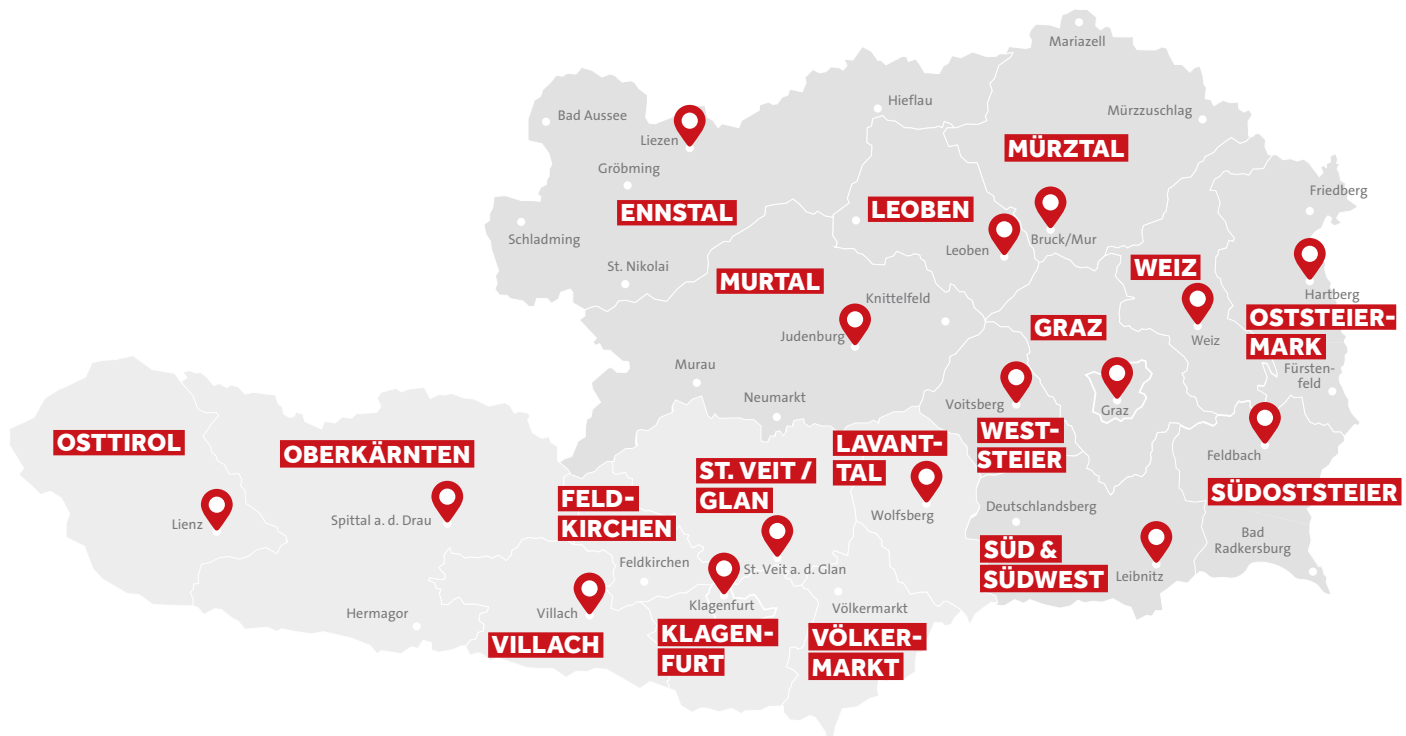 Mariazell
Bad Aussee
Hieflau
Mürzzuschlag
Liezen
MÜRZTAL
Gröbming
Friedberg
ENNSTAL
LEOBEN
Schladming
Leoben
Bruck/Mur
St. Nikolai
WEIZ
MURTAL
Knittelfeld
Hartberg
OSTSTEIER-
MARK
GRAZ
Judenburg
Weiz
Murau
Fürsten-
feld
Neumarkt
Voitsberg
Graz
OSTTIROL
OBERKÄRNTEN
LAVANT-
TAL
WEST-
STEIER
Feldbach
ST. VEIT /
GLAN
SÜDOSTSTEIER
FELD-
KIRCHEN
Lienz
Spittal a. d. Drau
Wolfsberg
Deutschlandsberg
Bad
Radkersburg
SÜD &
SÜDWEST
Leibnitz
Feldkirchen
St. Veit a. d. Glan
Hermagor
Villach
Klagenfurt
Völkermarkt
VILLACH
KLAGEN-
FURT
VÖLKER-
MARKT